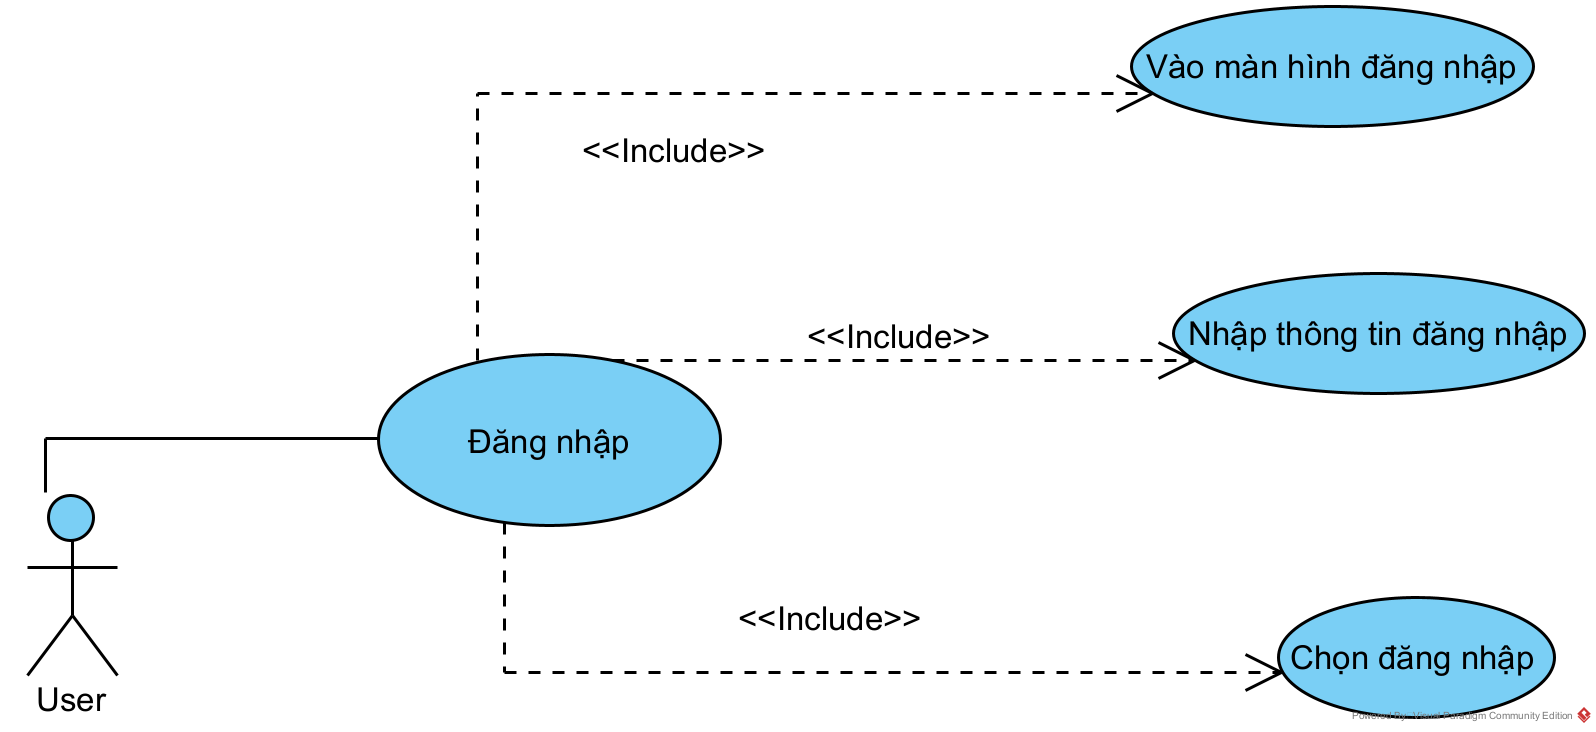 Vào màn hình đăng nhập
<<Include>>
<<Include>>
Nhập thông tin đăng nhập
Đăng nhập
<<Include>>
Chọn đăng nhập
User
Powered By: Visual Paradigm Community Edition